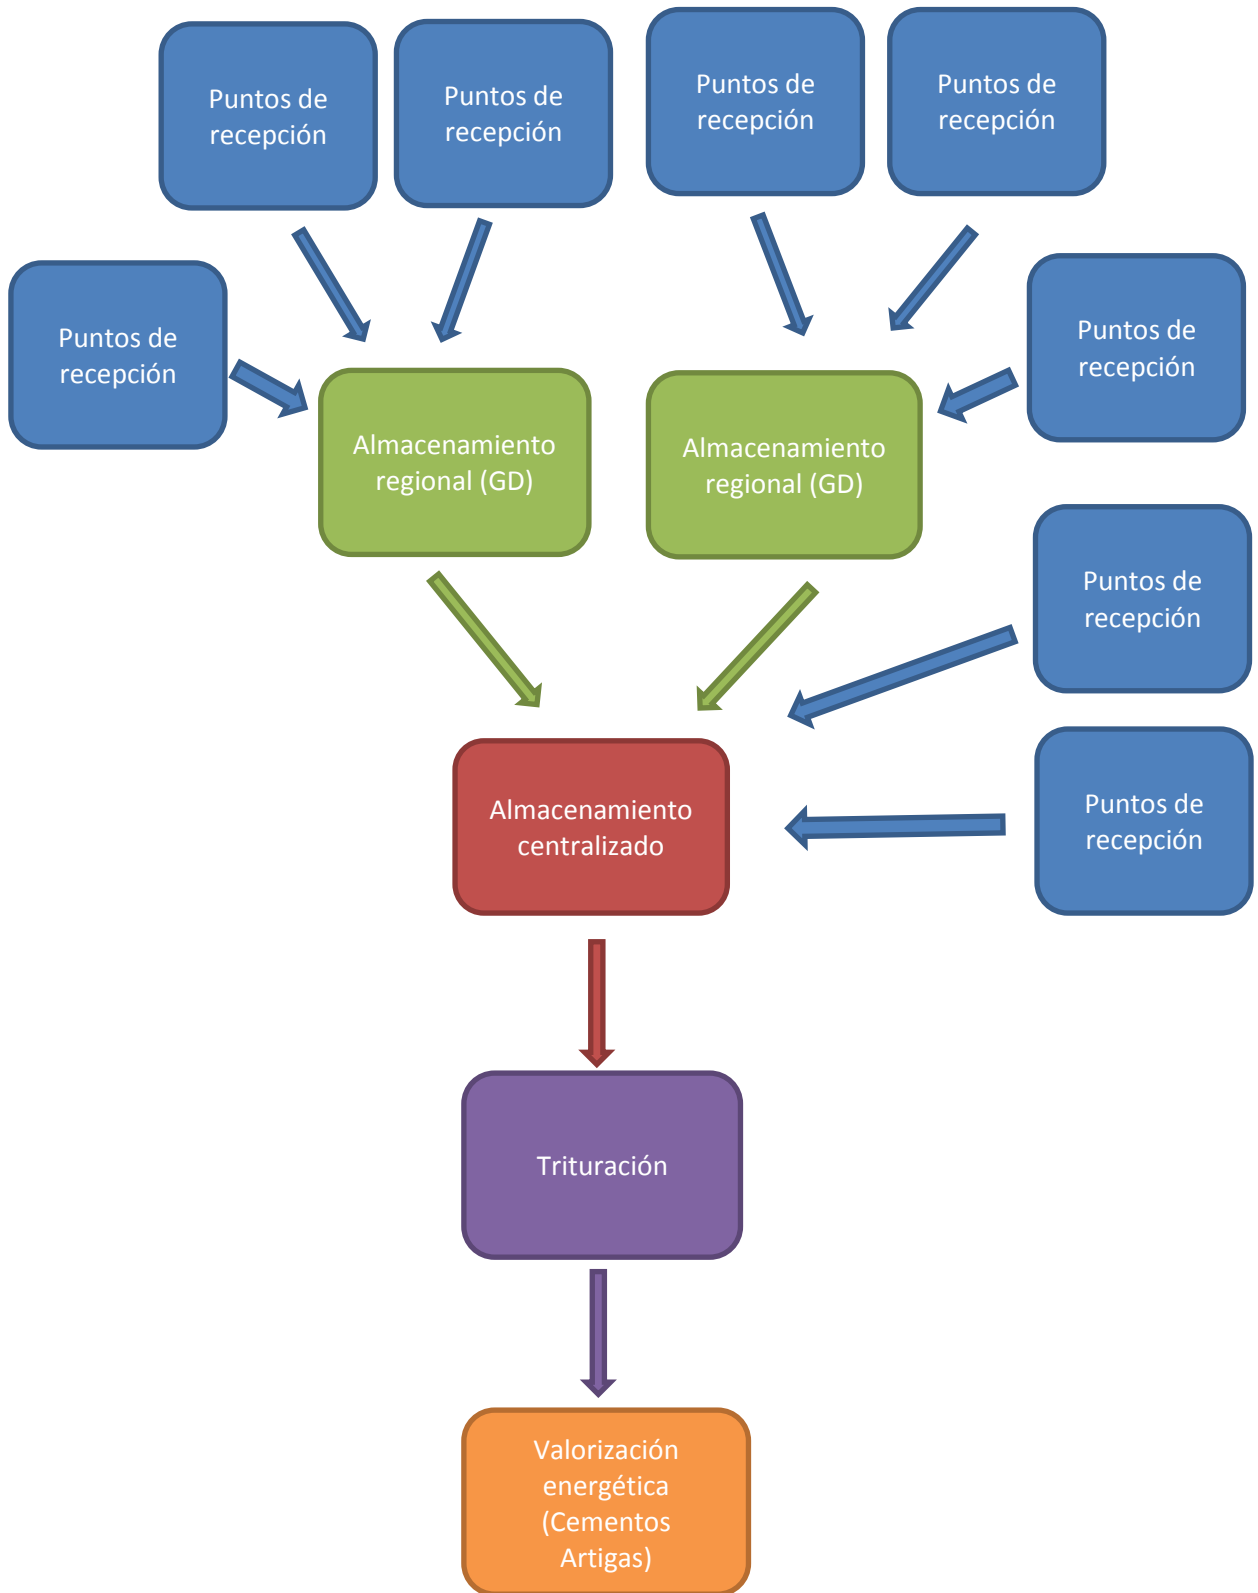 Puntos de
recepción
Puntos de
recepción
Puntos de
recepción
Puntos de
recepción
Puntos de
recepción
Puntos de
recepción
Almacenamiento
regional (GD)
Almacenamiento
regional (GD)
Puntos de
recepción
Puntos de
recepción
Almacenamiento
centralizado
Trituración
Valorización
energética
(Cementos
Artigas)